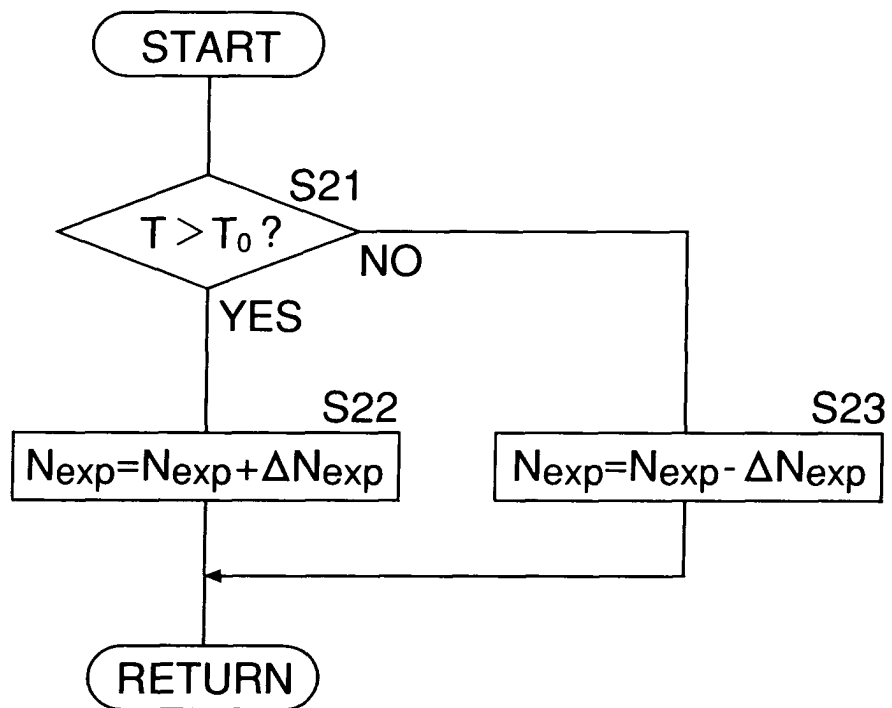 START
S21
T > T₀ ?
NO
YES
S22
S23
Nexp=Nexp+ΔNexp
Nexp=Nexp- ΔNexp
RETURN